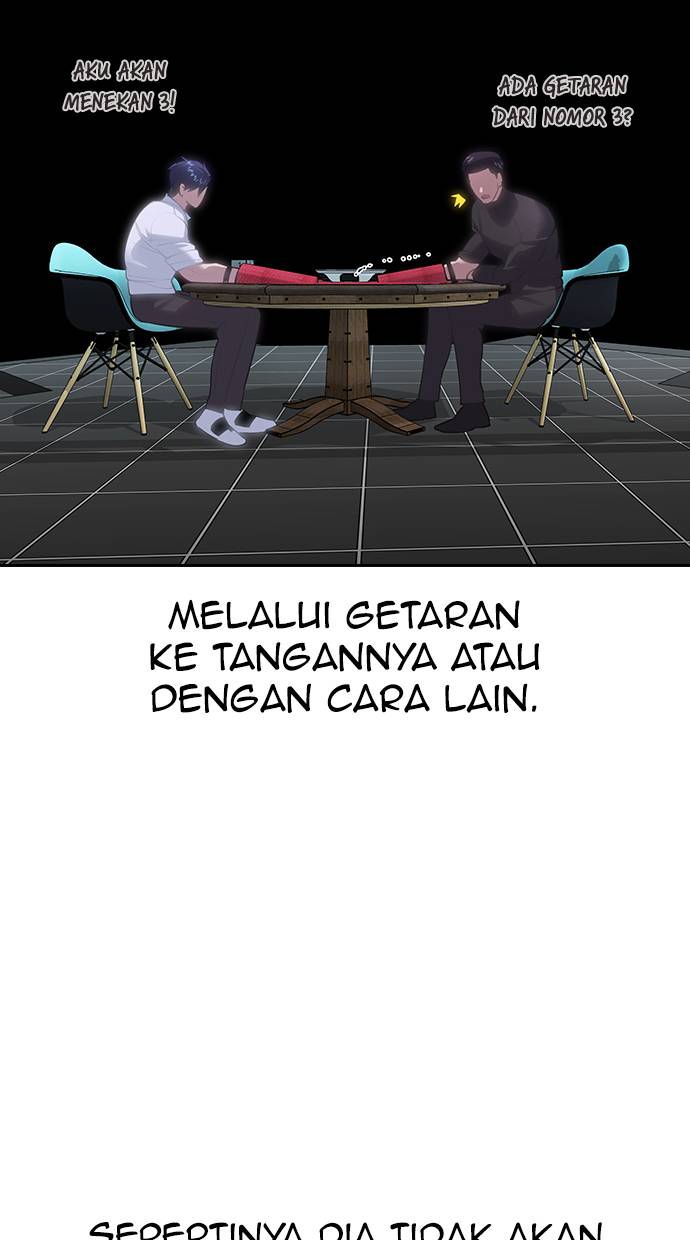 AKU AKAN
MENEKAN 3!
ADA GETARAN
DARI NOMOR 3?
MELALUI GETARAN
KE TANGANNYA ATAU
DENGAN CARA LAIN.
SEPERTINYA DIA TIDAK AKAN